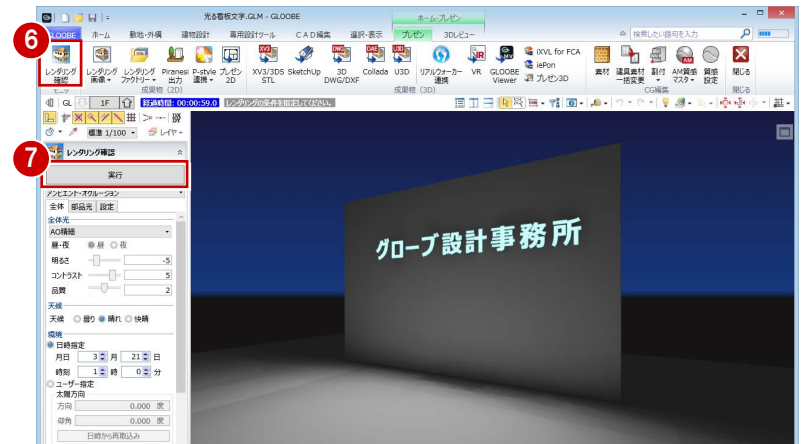 光る看板文字.GLM - GLOOBE
ホーム-プレゼン
GLOOBE ホーム 敷地・外構 建物設計 専用設計ツール CAD編集 選択・表示 プレゼン 3Dレビュー
検索したい語句を入力
6
レンダリング確認
レンダリング画像
レンダリングファクトリー
Piranesi出力
P-style連携
プレゼン2D
XV3/3DS STL
SketchUp
3D DWG/DXF
Collada
U3D
リアルウォーカー連携
VR
GLOOBE Viewer
iXVL for FCA
iePon
プレゼン3D
素材
建具素材一括変更
割付
AM質感マスタ
質感設定
閉じる
成果物 (2D)
成果物 (3D)
CG編集
閉じる
GL 1F
経過時間: 00:00:59.0
レンダリングの条件を指定してください。
標準 1/100
レイヤ
7
レンダリング確認
実行
アンビエント・オクルージョン
全体 部品光 設定
全体光
AO精細
昼・夜 昼 夜
明るさ -5
コントラスト 5
品質 2
天候
天候 曇り 晴れ 快晴
環境
日時指定
月日 3 月 21 日
時刻 1 時 0 分
ユーザー指定
太陽方向
方向 0.000 度
仰角 0.000 度
日時から再取込み
グローブ設計事務所